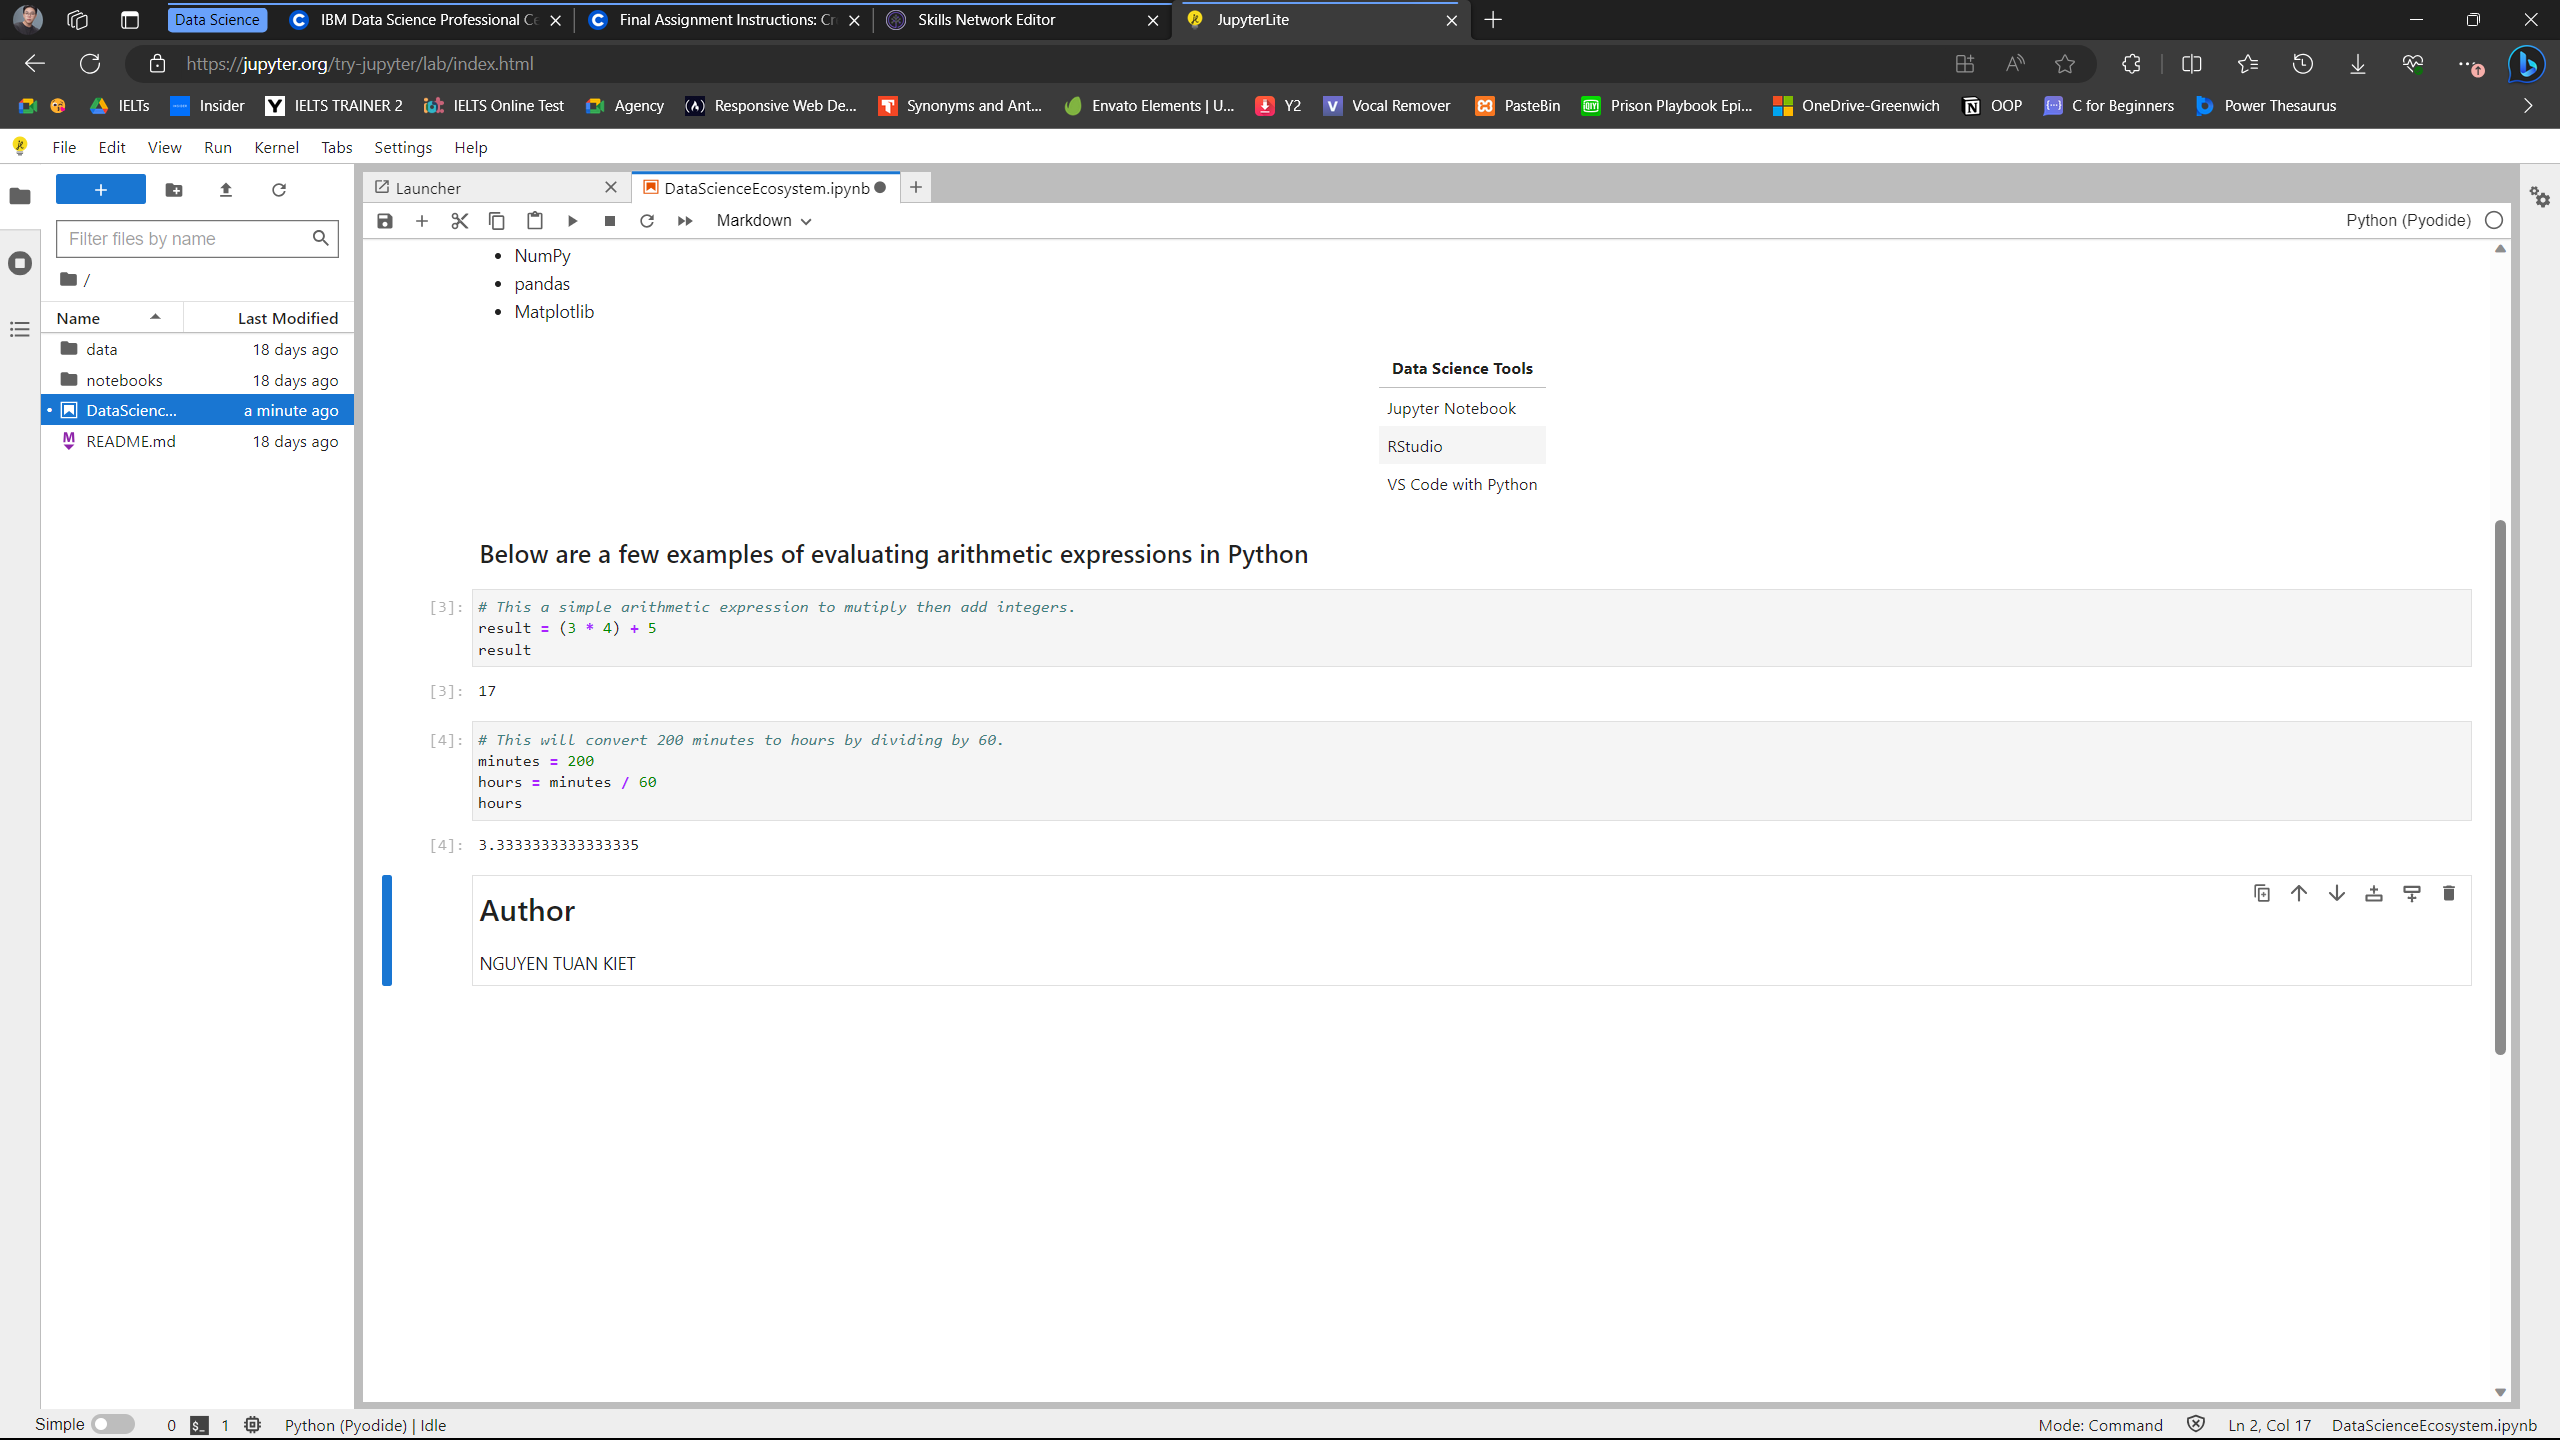 Data Science
IBM Data Science Professional Ce
Final Assignment Instructions: Cr
Skills Network Editor
JupyterLite
https://jupyter.org/try-jupyter/lab/index.html
IELTs
Insider
IELTS TRAINER 2
IELTS Online Test
Agency
Responsive Web De...
Synonyms and Ant...
Envato Elements | U...
Y2
Vocal Remover
PasteBin
Prison Playbook Epi...
OneDrive-Greenwich
OOP
C for Beginners
Power Thesaurus
File Edit View Run Kernel Tabs Settings Help
Launcher
DataScienceEcosystem.ipynb
Markdown
Python (Pyodide)
Filter files by name
/
Name Last Modified
data 18 days ago
notebooks 18 days ago
DataScienc... a minute ago
README.md 18 days ago
• NumPy
• pandas
• Matplotlib
Data Science Tools
Jupyter Notebook
RStudio
VS Code with Python
Below are a few examples of evaluating arithmetic expressions in Python
[3]: # This a simple arithmetic expression to mutiply then add integers.
result = (3 * 4) + 5
result
[3]: 17
[4]: # This will convert 200 minutes to hours by dividing by 60.
minutes = 200
hours = minutes / 60
hours
[4]: 3.3333333333333335
Author
NGUYEN TUAN KIET
Simple 0 $_ 1 Python (Pyodide) | Idle
Mode: Command Ln 2, Col 17 DataScienceEcosystem.ipynb